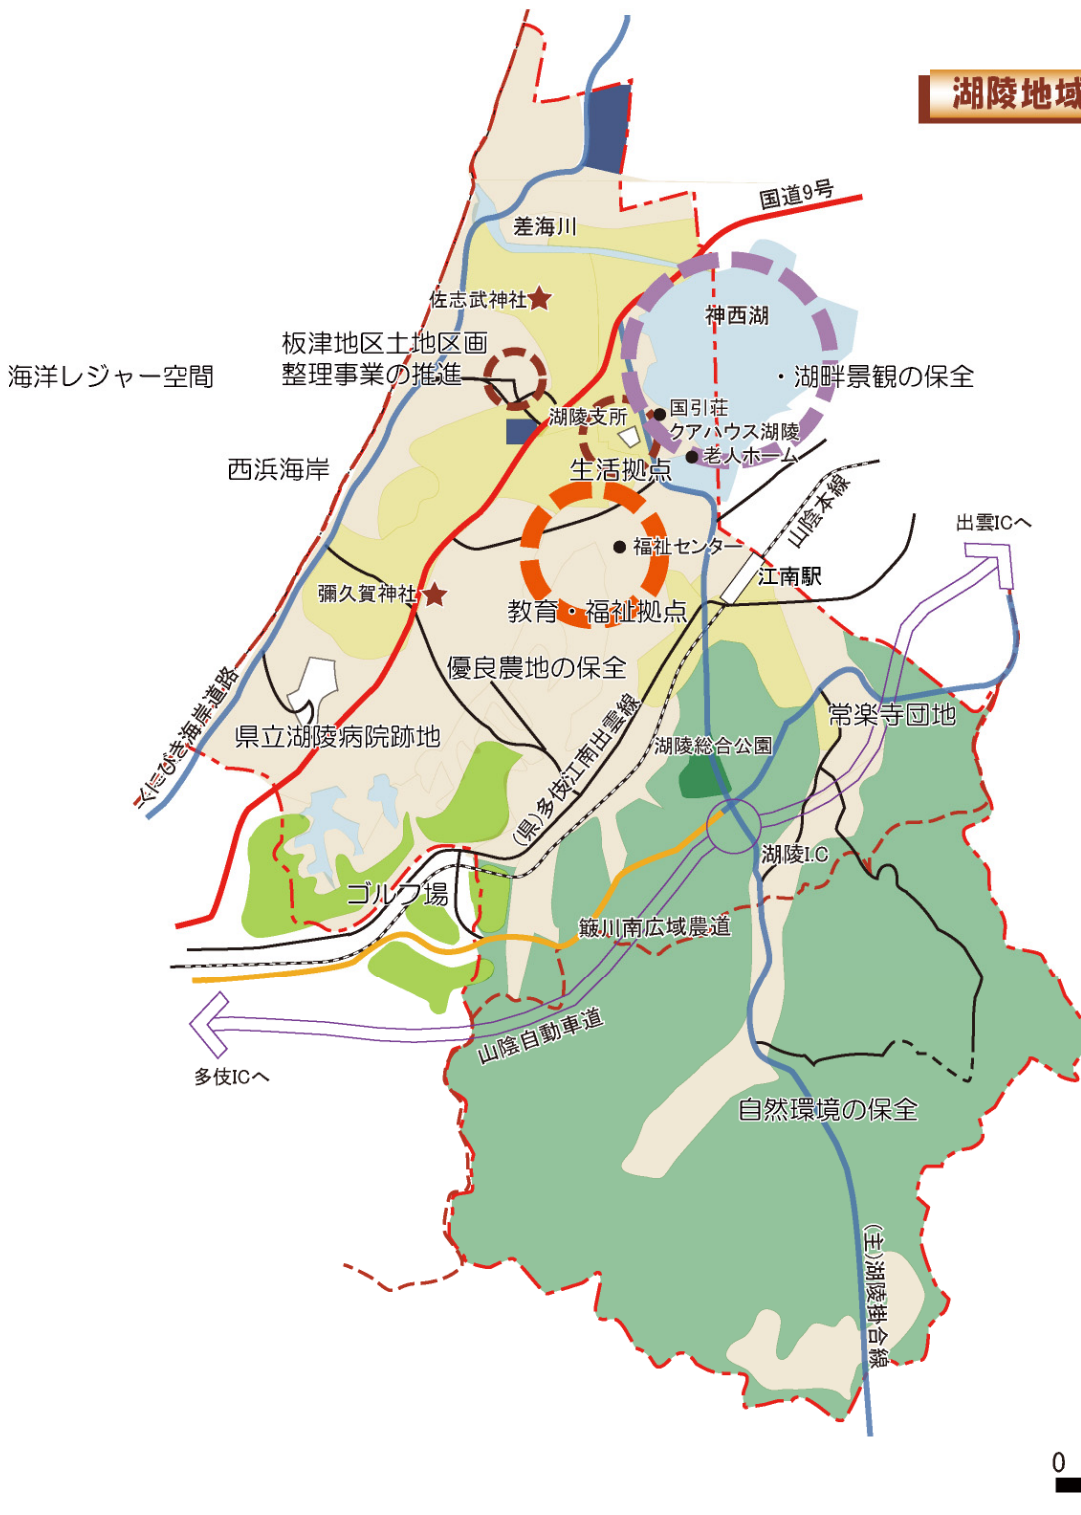 湖陵地域
国道9号
差海川
佐志武神社
神西湖
板津地区土地区画
整理事業の推進
海洋レジャー空間
・湖畔景観の保全
国引荘
湖陵支所
クアハウス湖陵
老人ホーム
西浜海岸
生活拠点
山陰本線
出雲ICへ
福祉センター
江南駅
彌久賀神社
教育・福祉拠点
優良農地の保全
くにびき海岸道路
常楽寺団地
県立湖陵病院跡地
湖陵総合公園
(県)多伎江南出雲線
湖陵I.C
ゴルフ場
簸川南広域農道
山陰自動車道
多伎ICへ
自然環境の保全
(主)湖陵掛合線
0